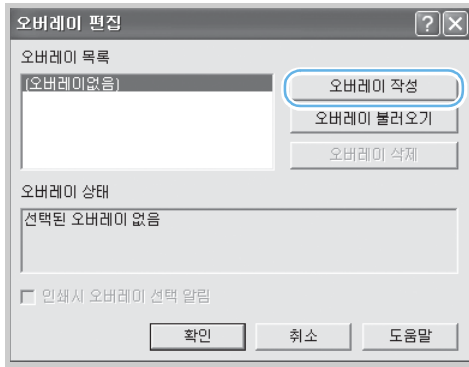 오버레이 편집
오버레이 목록
(오버레이없음)
오버레이 작성
오버레이 불러오기
오버레이 삭제
오버레이 상태
선택된 오버레이 없음
인쇄시 오버레이 선택 알림
확인 취소 도움말